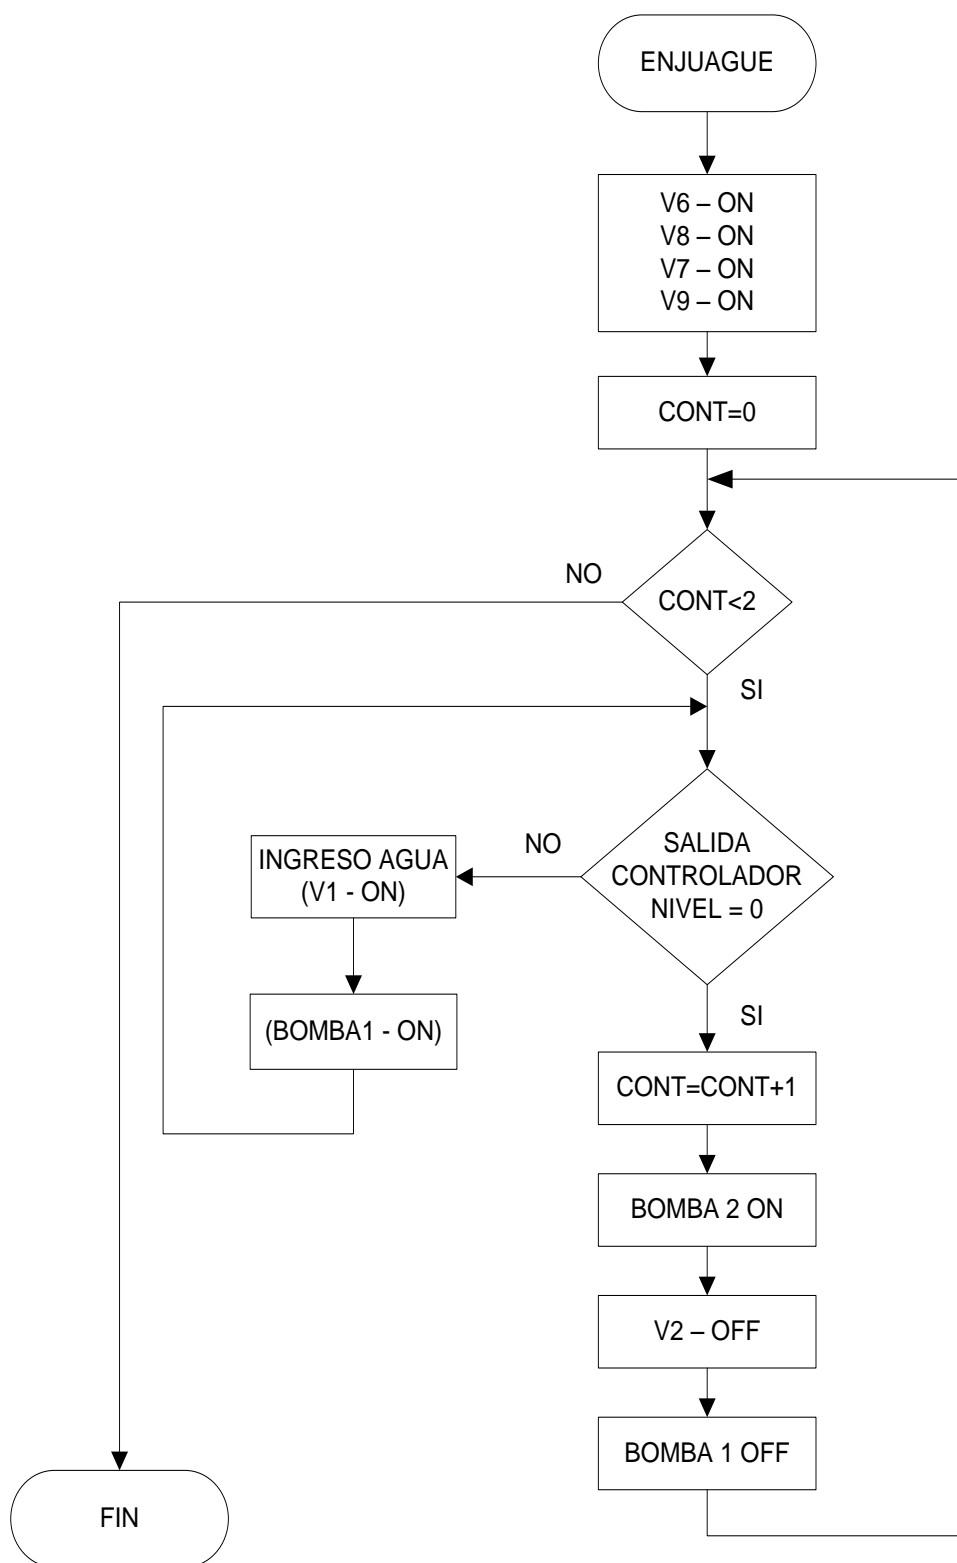 ENJUAGUE
V6 – ON
V8 – ON
V7 – ON
V9 – ON
CONT=0
NO
CONT<2
SI
NO
SALIDA
CONTROLADOR
NIVEL = 0
INGRESO AGUA
(V1 - ON)
(BOMBA1 - ON)
SI
CONT=CONT+1
BOMBA 2 ON
V2 – OFF
BOMBA 1 OFF
FIN